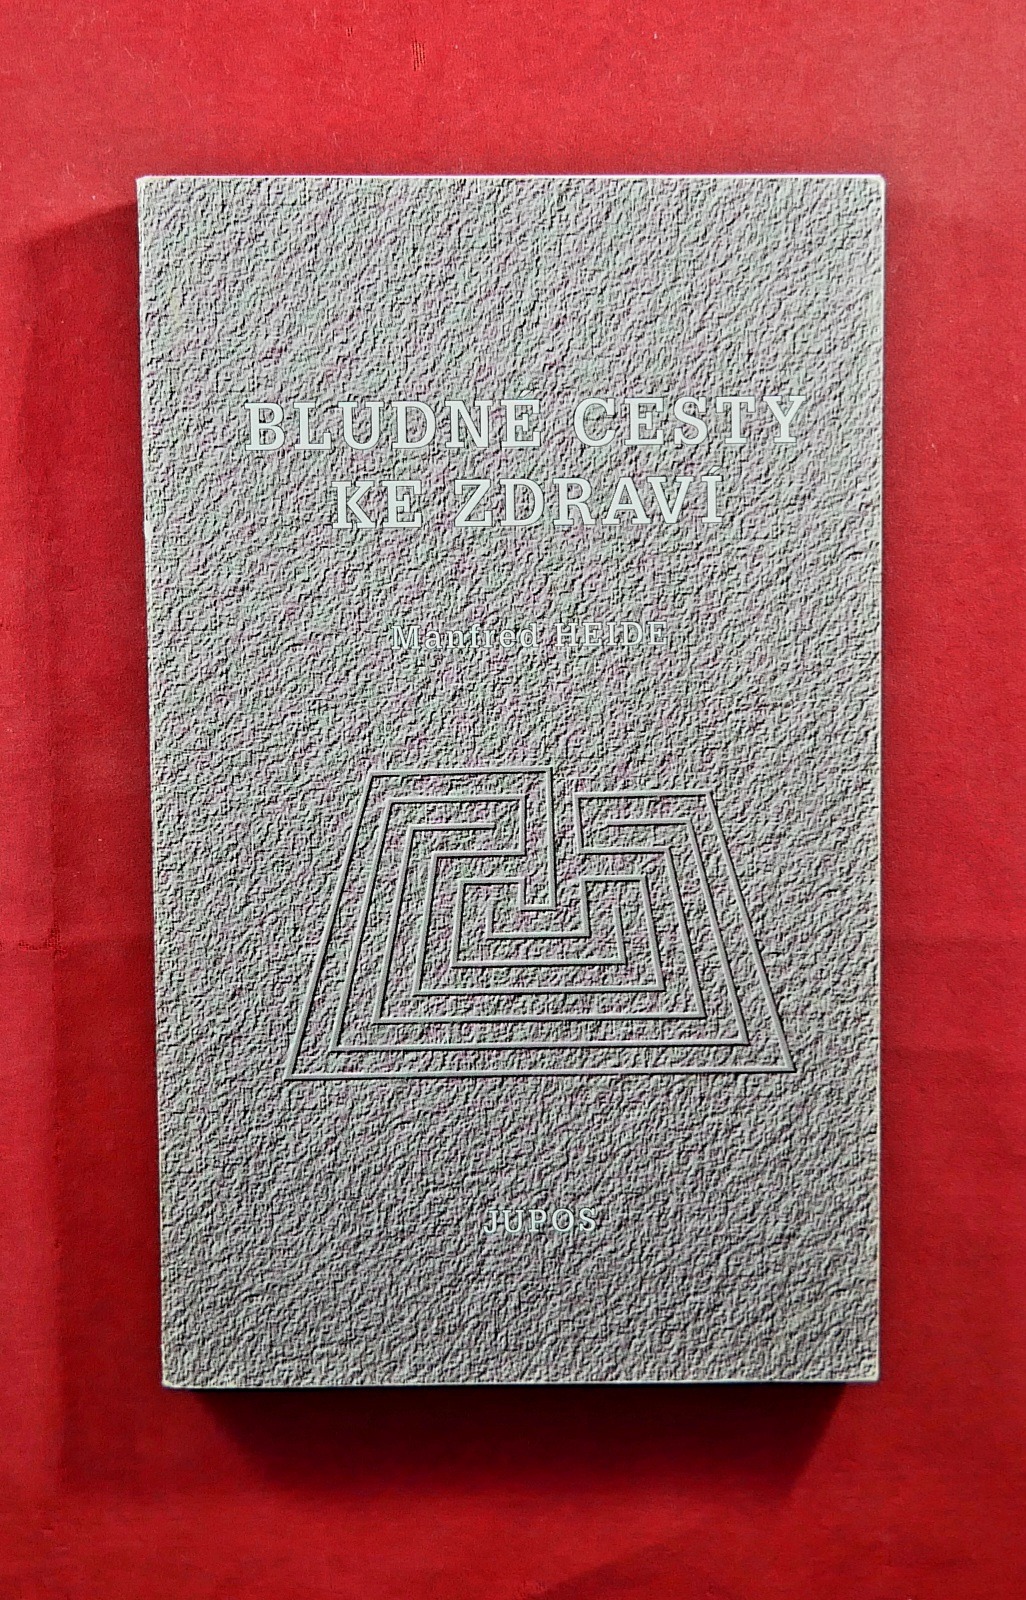 BLUDNÉ CESTY
KE ZDRAVÍ
Manfred HEIDE
JUPOS